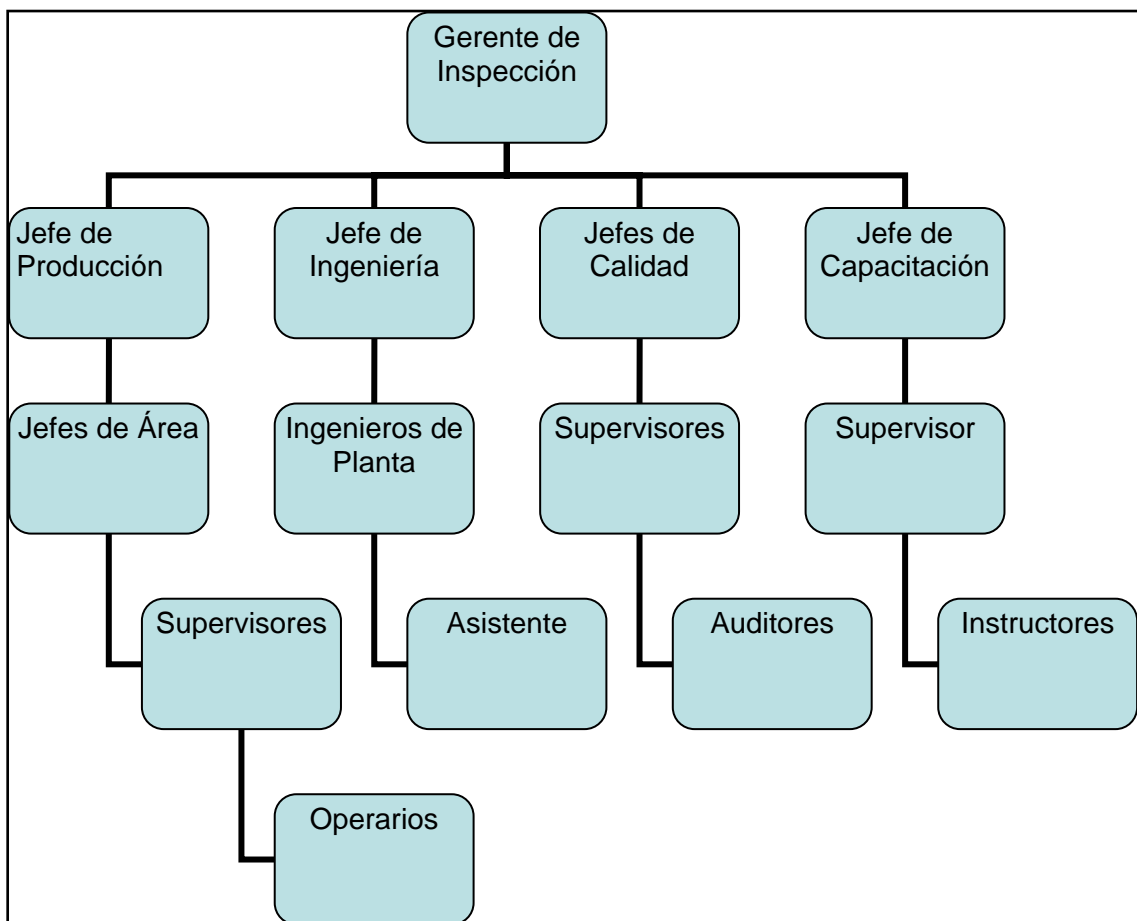 Gerente de
Inspección
Jefe de
Producción
Jefe de
Ingeniería
Jefes de
Calidad
Jefe de
Capacitación
Jefes de Área
Ingenieros de
Planta
Supervisores
Supervisor
Supervisores
Asistente
Auditores
Instructores
Operarios